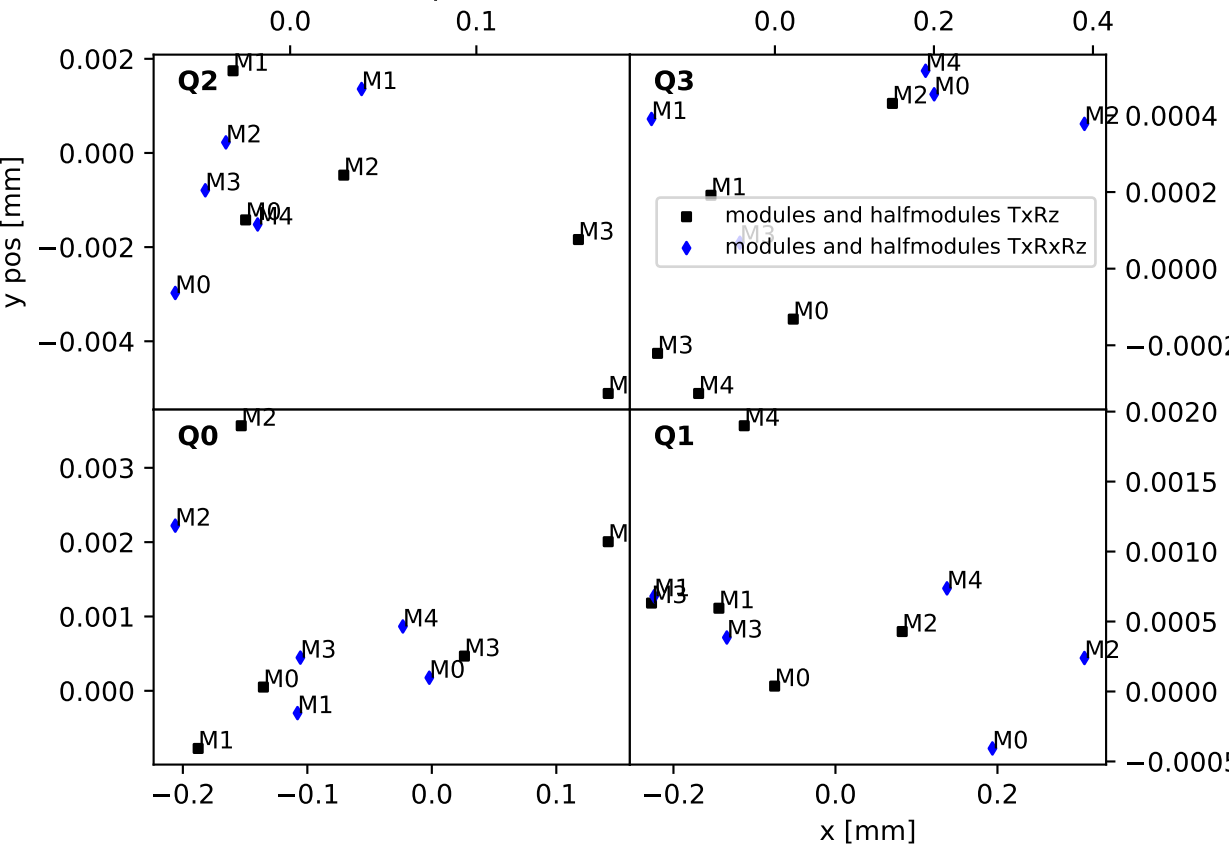 0.0 0.1 0.0 0.2 0.4
0.002 Q2 M1 M1 Q3 M4 M0 M2
M1 M2 0.0004
0.000 M2 M2
M3 M1 0.0002
M0 M4 modules and halfmodules TxRz
−0.002 M3 M3 modules and halfmodules TxRxRz
0.0000
M0 M0
−0.004 M3 −0.0002
M M4
y pos [mm]
M2 M4 0.0020
Q0 Q1
0.003
M2
0.002 M 0.0010
M1 M3 M1 M4
0.001 M4 M2 0.0005
M3 M3 M3 M2
M0 M0 M0
0.000 0.0000
M1
M1 M0
−0.0005
−0.2 −0.1 0.0 0.1 −0.2 0.0 0.2
x [mm]